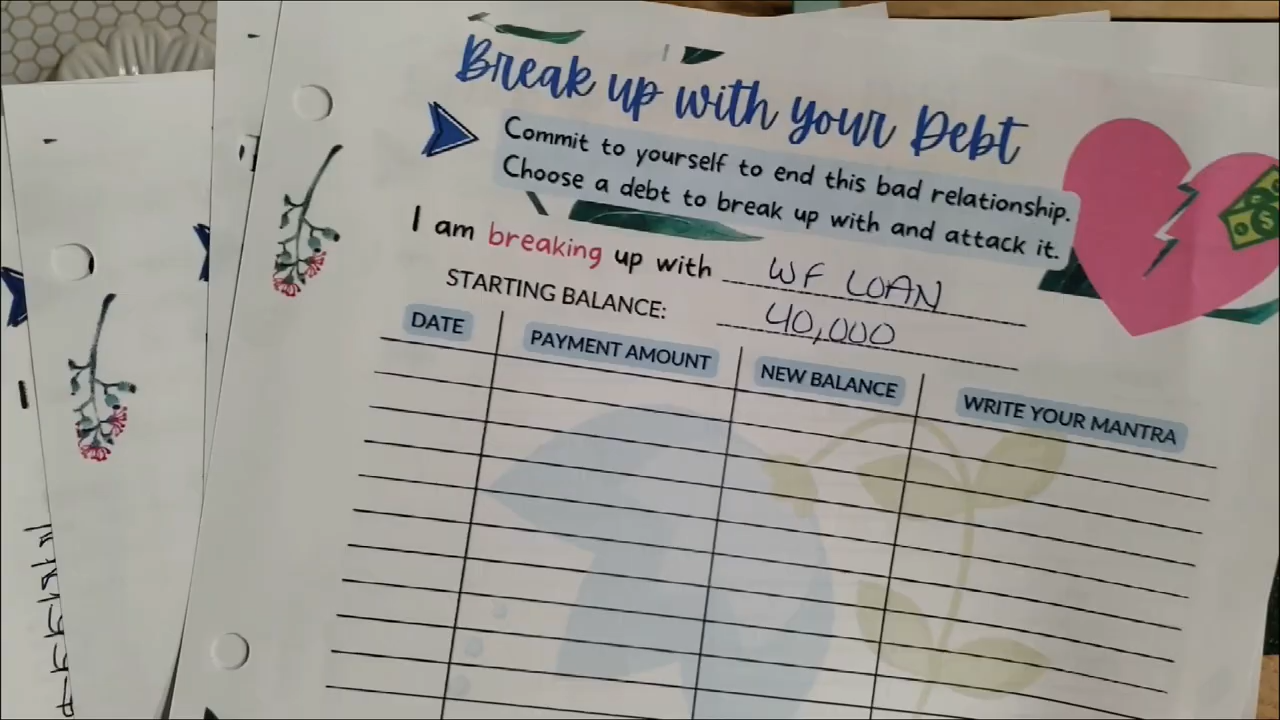 Break up with your Debt
Commit to yourself to end this bad relationship.
Choose a debt to break up with and attack it.
I am breaking up with WF LOAN
STARTING BALANCE: 40,000
DATE PAYMENT AMOUNT NEW BALANCE WRITE YOUR MANTRA